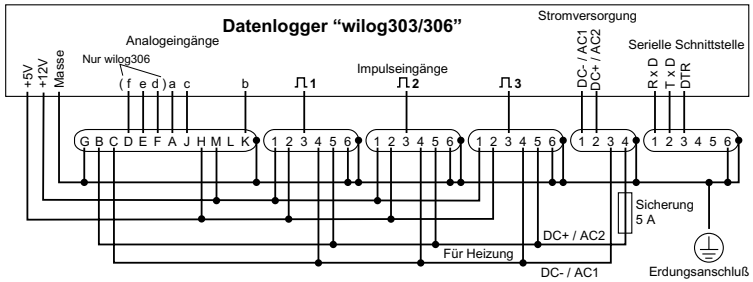 Datenlogger “wilog303/306”
Stromversorgung
Analogeingänge
Serielle Schnittstelle
Nur wilog306
Impulseingänge
+5V
+12V
Masse
( f e d ) a c b
1
2
3
DC- / AC1
DC+ / AC2
R x D
T x D
DTR
G B C D E F A J H M L K
1 2 3 4 5 6
1 2 3 4 5 6
1 2 3 4 5 6
1 2 3 4
1 2 3 4 5 6
Sicherung
5 A
DC+ / AC2
Für Heizung
DC- / AC1
Erdungsanschluß